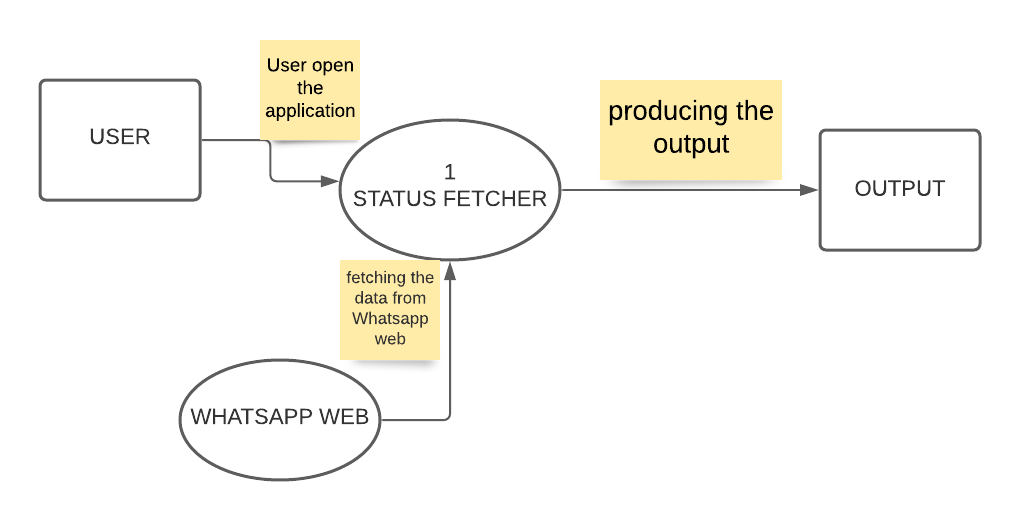 User open
the
application
USER
producing the
output
1
STATUS FETCHER
OUTPUT
fetching the
data from
Whatsapp
web
WHATSAPP WEB